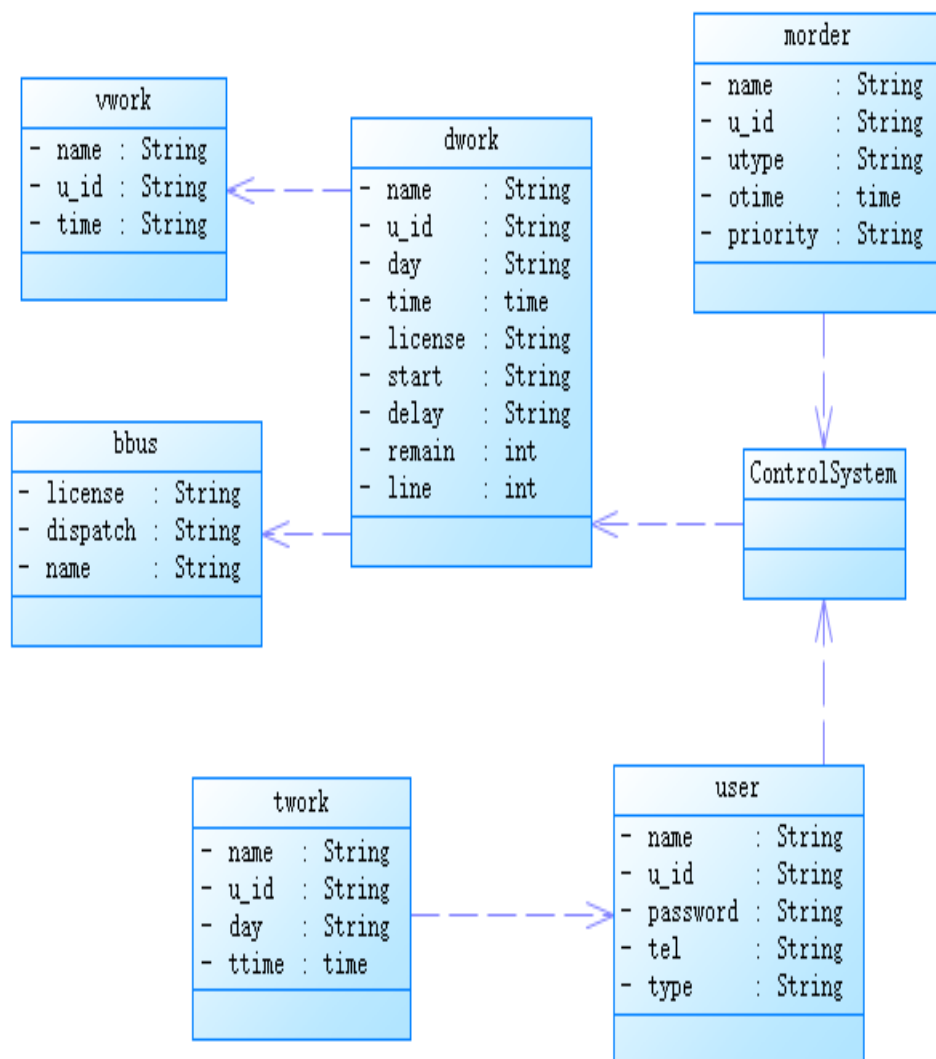 morder
- name : String
- u_id : String
- utype : String
- otime : time
- priority : String
vwork
- name : String
- u_id : String
- time : String
dwork
- name : String
- u_id : String
- day : String
- time : time
- license : String
- start : String
- delay : String
- remain : int
- line : int
bbus
- license : String
- dispatch : String
- name : String
ControlSystem
twork
- name : String
- u_id : String
- day : String
- ttime : time
user
- name : String
- u_id : String
- password : String
- tel : String
- type : String